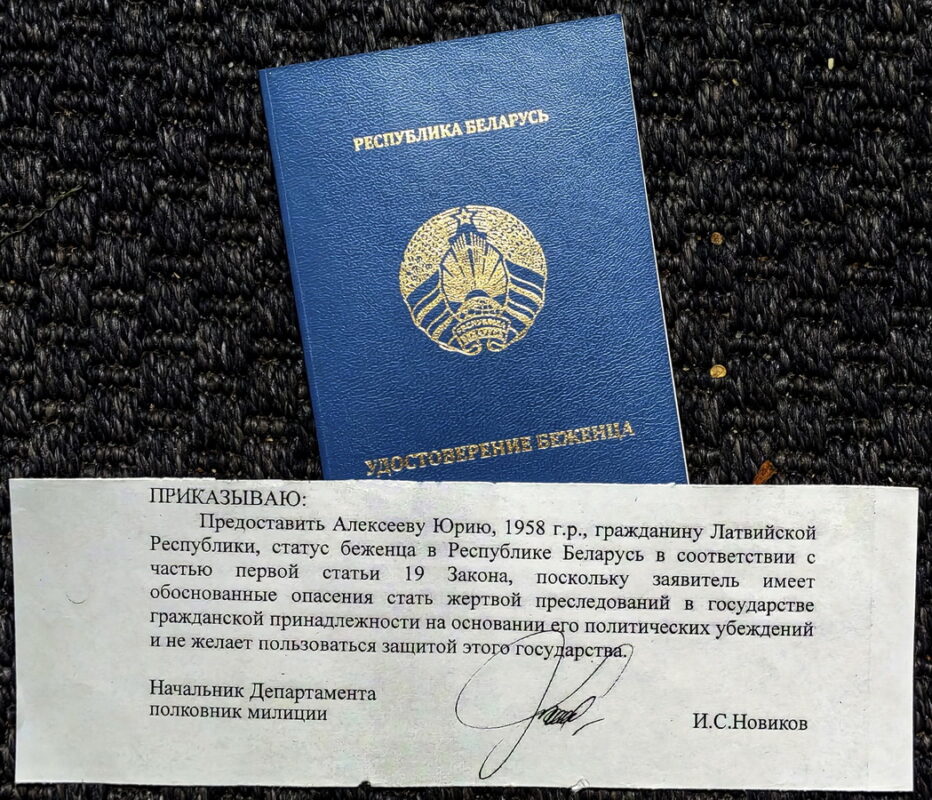 РЕСПУБЛИКА БЕЛАРУСЬ
РЭСПУБЛІКА
БЕЛАРУСЬ
УДОСТОВЕРЕНИЕ БЕЖЕНЦА
ПРИКАЗЫВАЮ:
Предоставить Алексееву Юрию, 1958 г.р., гражданину Латвийской
Республики, статус беженца в Республике Беларусь в соответствии с
частью первой статьи 19 Закона, поскольку заявитель имеет
обоснованные опасения стать жертвой преследований в государстве
гражданской принадлежности на основании его политических убеждений
и не желает пользоваться защитой этого государства.
Начальник Департамента
полковник милиции
И.С.Новиков